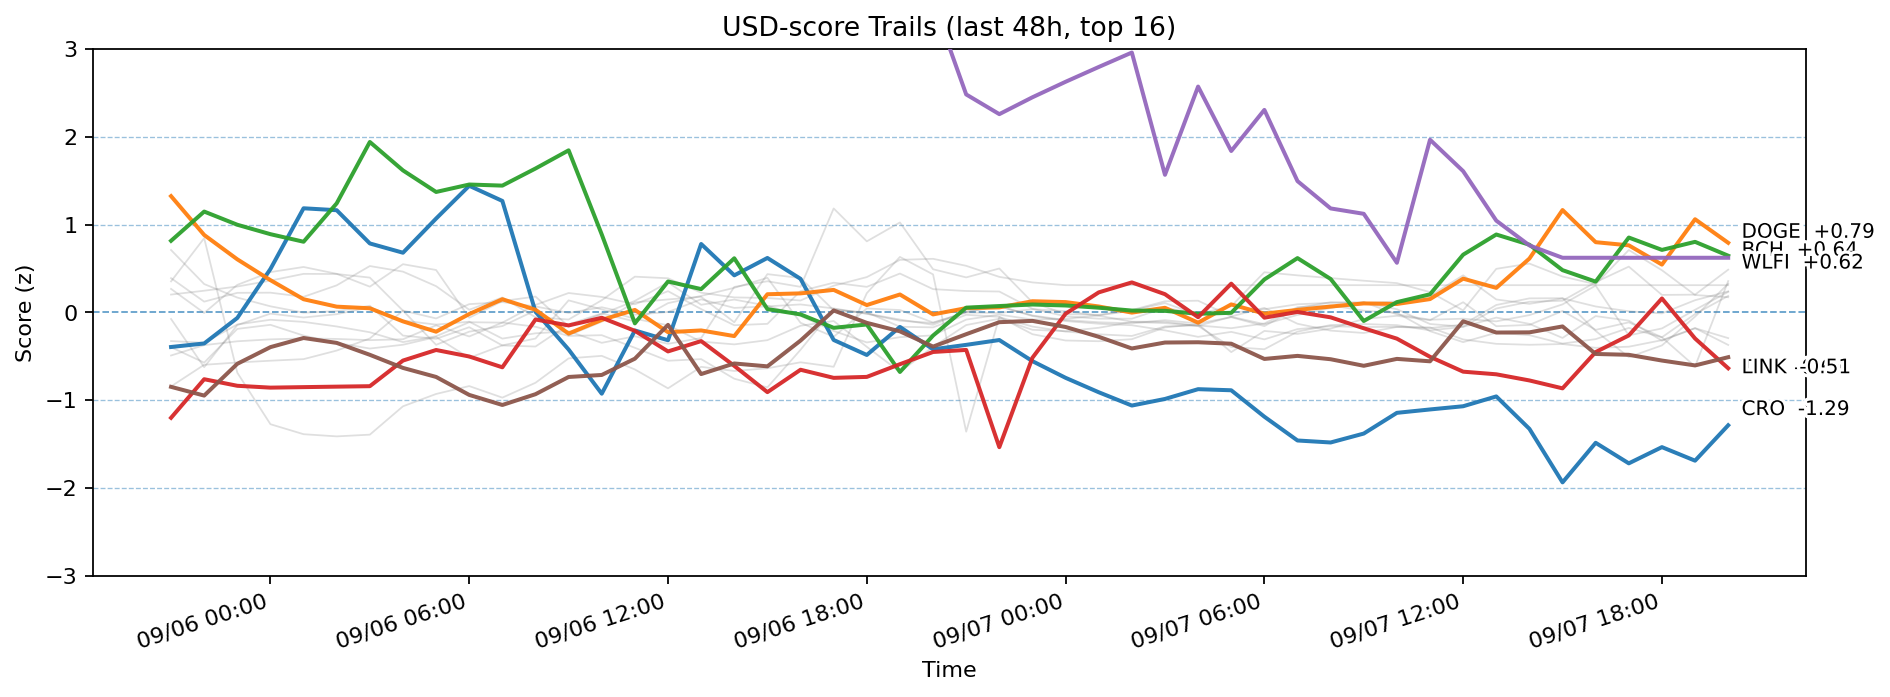 USD-score Trails (last 48h, top 16)
Score (z)
3
2
1
0
−1
−2
−3
DOGE +0.79
BCH +0.64
WLFI +0.62
LINK -0.51
CRO -1.29
09/06 00:00
09/06 06:00
09/06 12:00
09/06 18:00
09/07 00:00
09/07 06:00
09/07 12:00
09/07 18:00
Time